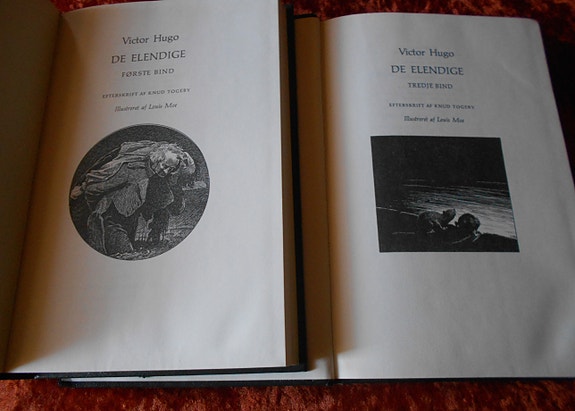 Victor Hugo
DE ELENDIGE
FØRSTE BIND
EFTERSKRIFT AF KNUD TOGEBY
Illustreret af Louis Moe
Victor Hugo
DE ELENDIGE
TREDJE BIND
EFTERSKRIFT AF KNUD TOGEBY
Illustreret af Louis Moe